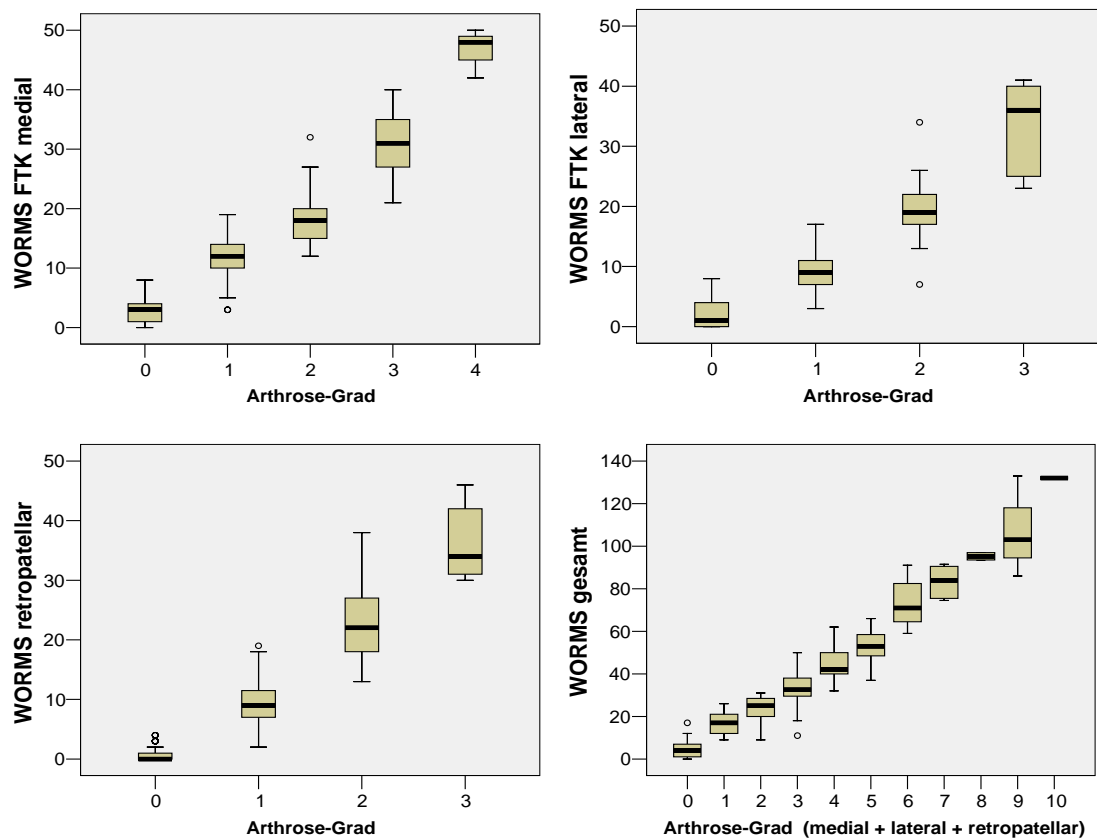 WORMS FTK medial
50
40
30
20
10
0
0 1 2 3 4
Arthrose-Grad
WORMS FTK lateral
50
40
30
20
10
0
0 1 2 3
Arthrose-Grad
WORMS retropatellar
50
40
30
20
10
0
0 1 2 3
Arthrose-Grad
WORMS gesamt
140
120
100
80
60
40
20
0
0 1 2 3 4 5 6 7 8 9 10
Arthrose-Grad (medial + lateral + retropatellar)